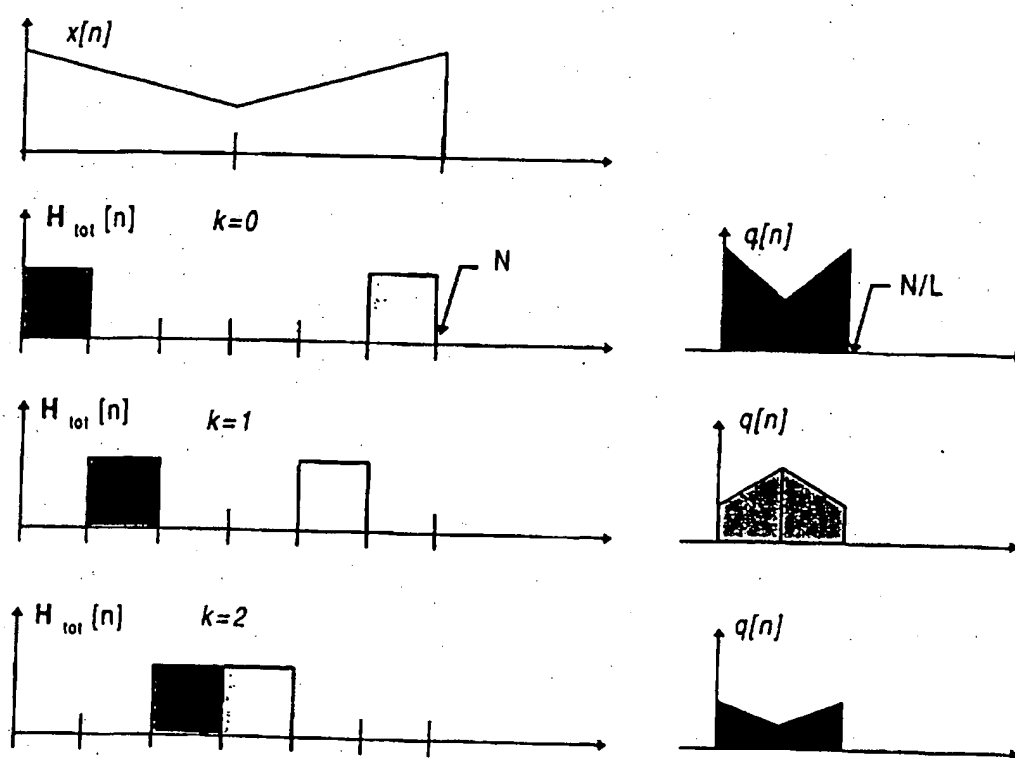 x[n]
H tot [n] k=0
N
q[n]
N/L
H tot [n] k=1
q[n]
H tot [n] k=2
q[n]